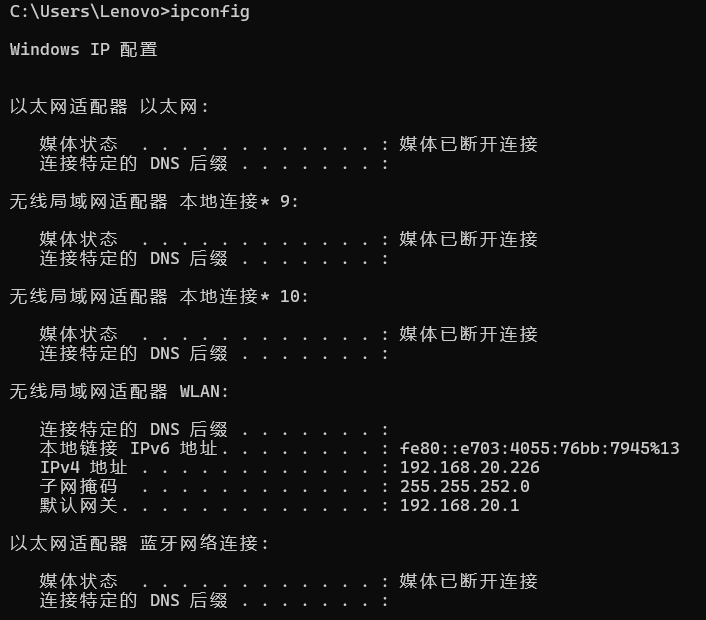 C:\Users\Lenovo>ipconfig
Windows IP 配置
以太网适配器 以太网:
媒体状态  . . . . . . . . . . . . : 媒体已断开连接
连接特定的 DNS 后缀 . . . . . . . :
无线局域网适配器 本地连接* 9:
媒体状态  . . . . . . . . . . . . : 媒体已断开连接
连接特定的 DNS 后缀 . . . . . . . :
无线局域网适配器 本地连接* 10:
媒体状态  . . . . . . . . . . . . : 媒体已断开连接
连接特定的 DNS 后缀 . . . . . . . :
无线局域网适配器 WLAN:
连接特定的 DNS 后缀 . . . . . . . :
本地链接 IPv6 地址. . . . . . . . : fe80::e703:4055:76bb:7945%13
IPv4 地址 . . . . . . . . . . . . : 192.168.20.226
子网掩码  . . . . . . . . . . . . : 255.255.252.0
默认网关. . . . . . . . . . . . . : 192.168.20.1
以太网适配器 蓝牙网络连接:
媒体状态  . . . . . . . . . . . . : 媒体已断开连接
连接特定的 DNS 后缀 . . . . . . . :